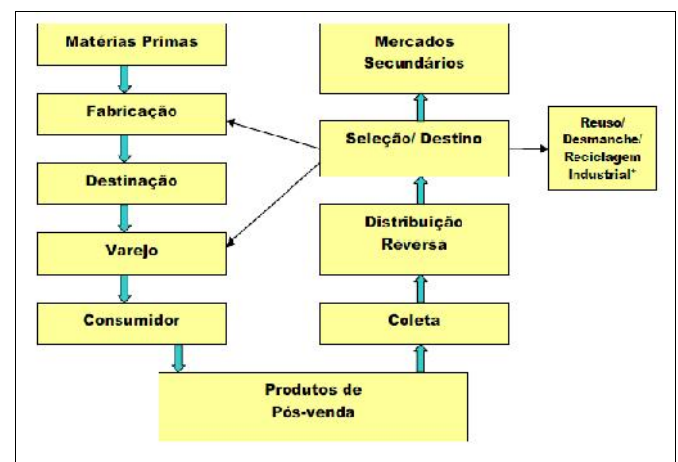 Matérias Primas
Fabricação
Destinação
Varejo
Consumidor
Produtos de
Pós-venda
Coleta
Distribuição
Reversa
Seleção/ Destino
Mercados
Secundários
Reuso/
Desmanche/
Reciclagem
Industrial*